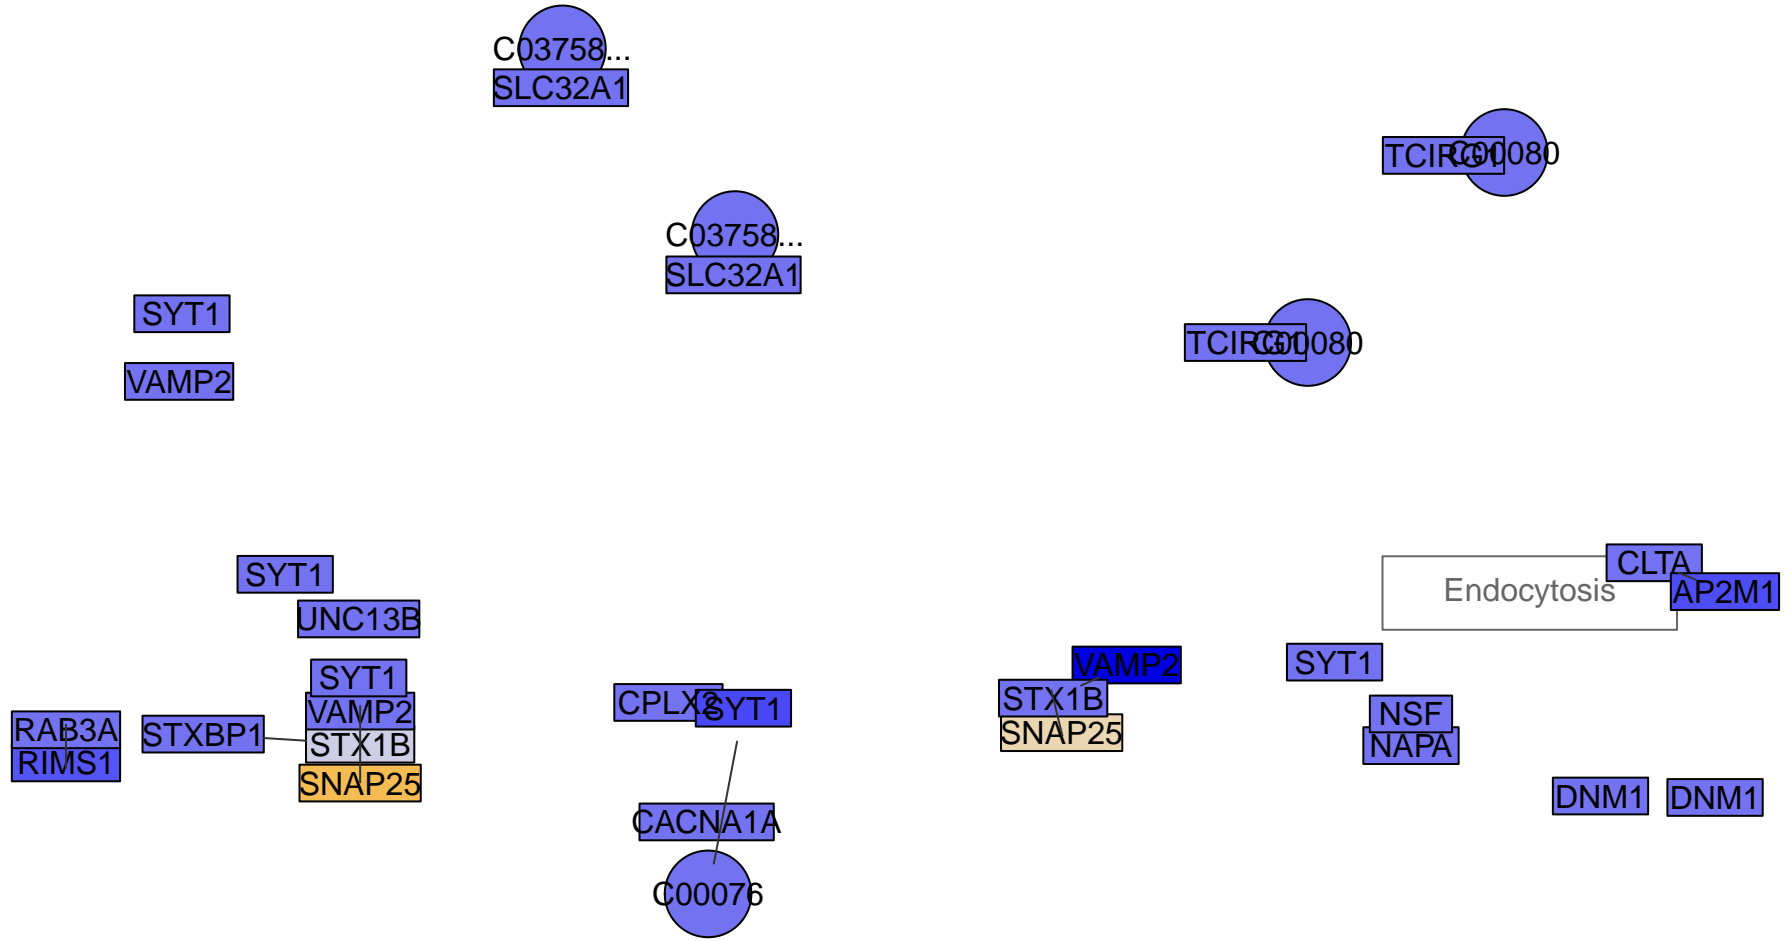 C03758...
SLC32A1
TCIRG1
C00080
C03758...
SLC32A1
SYT1
TCIRG1
C00080
VAMP2
SYT1
CLTA
Endocytosis
AP2M1
UNC13B
SYT1
VAMP2
STX1B
SNAP25
RAB3A
RIMS1
STXBP1
CPLX2
SYT1
VAMP2
STX1B
SNAP25
SYT1
NSF
NAPA
DNM1
DNM1
CACNA1A
C00076